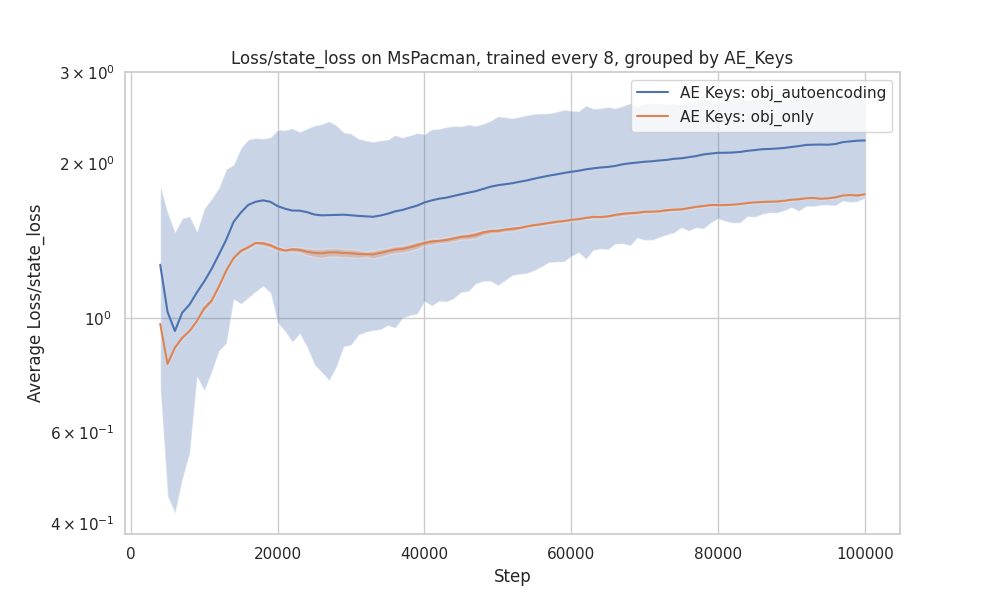 Loss/state_loss on MsPacman, trained every 8, grouped by AE_Keys
3 × 10⁰
2 × 10⁰
10⁰
6 × 10⁻¹
4 × 10⁻¹
Average Loss/state_loss
AE Keys: obj_autoencoding
AE Keys: obj_only
0
20000
40000
60000
80000
100000
Step